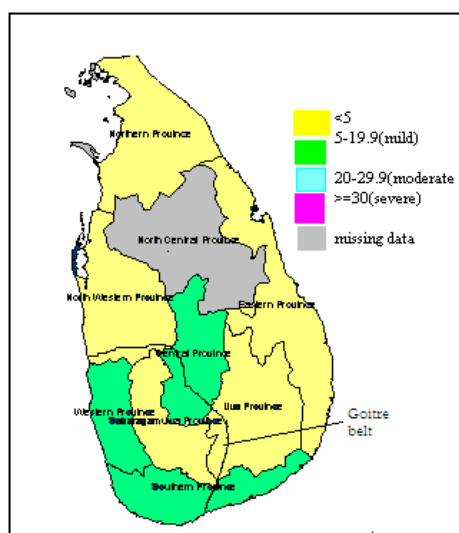 <5
5-19.9(mild)
20-29.9(moderate
>=30(severe)
missing data
Northern Province
North Central Province
North Western Province
Eastern Province
Central Province
Uva Province
Western Province
Province
Goitre
belt
Southern Province